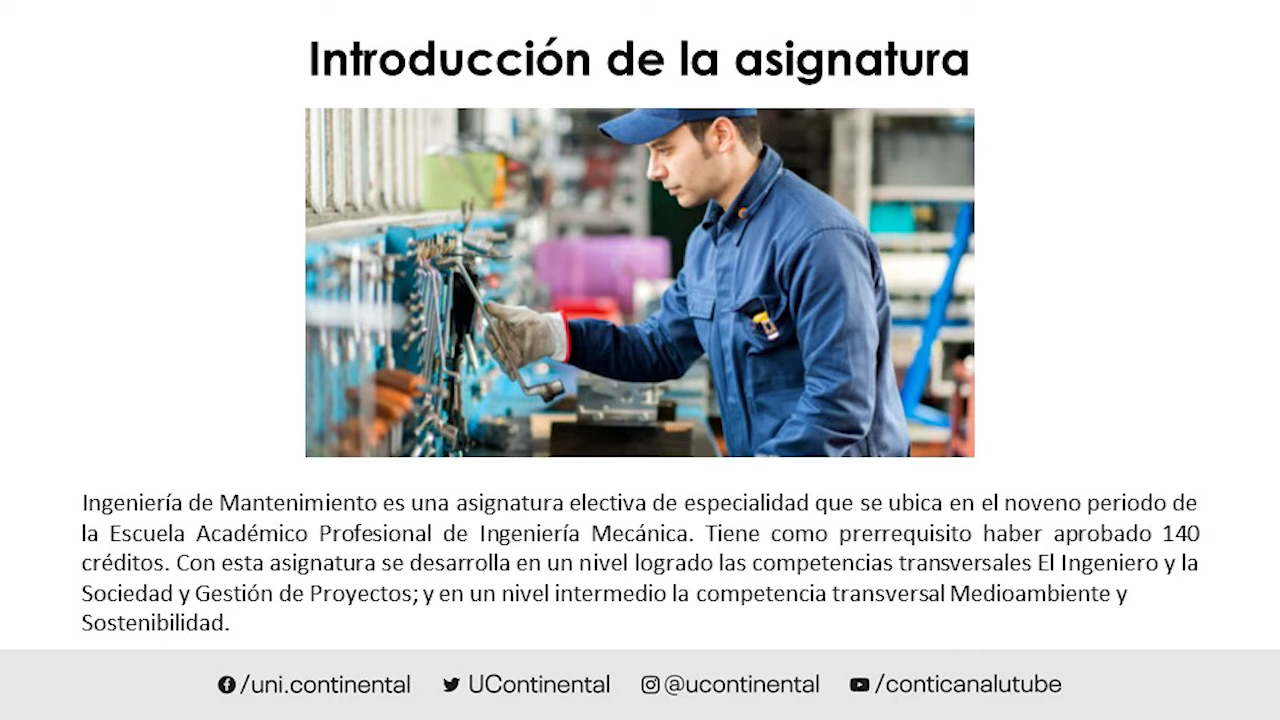 Introducción de la asignatura
Ingeniería de Mantenimiento es una asignatura electiva de especialidad que se ubica en el noveno periodo de
la Escuela Académico Profesional de Ingeniería Mecánica. Tiene como prerrequisito haber aprobado 140
créditos. Con esta asignatura se desarrolla en un nivel logrado las competencias transversales El Ingeniero y la
Sociedad y Gestión de Proyectos; y en un nivel intermedio la competencia transversal Medioambiente y
Sostenibilidad.
/uni.continental UContinental @ucontinental /conticanalutube